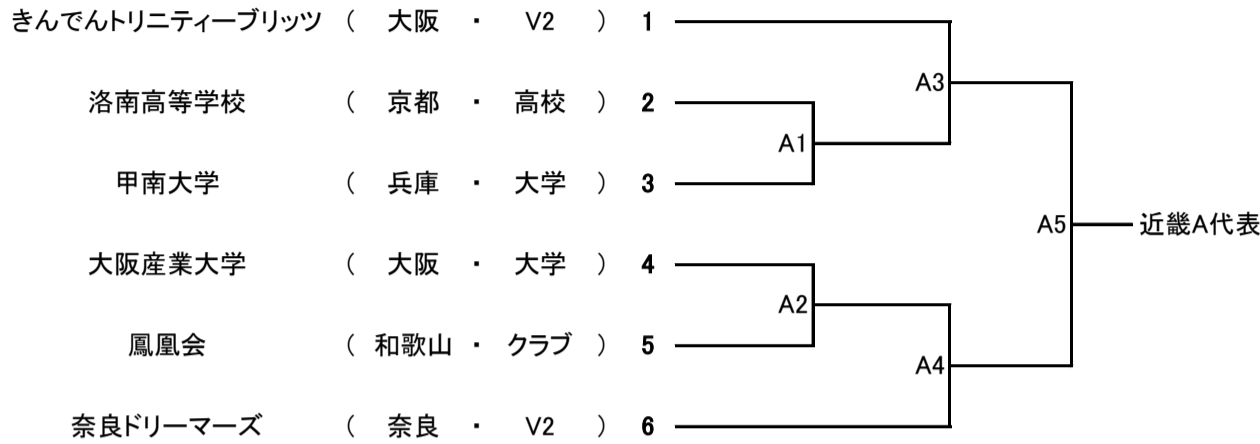 きんでんトリニティーブリッツ ( 大阪 ・ V2 ) 1
A3
洛南高等学校 ( 京都 ・ 高校 ) 2
A1
甲南大学 ( 兵庫 ・ 大学 ) 3
A5 近畿A代表
大阪産業大学 ( 大阪 ・ 大学 ) 4
A2
鳳凰会 ( 和歌山 ・ クラブ ) 5
A4
奈良ドリーマーズ ( 奈良 ・ V2 ) 6